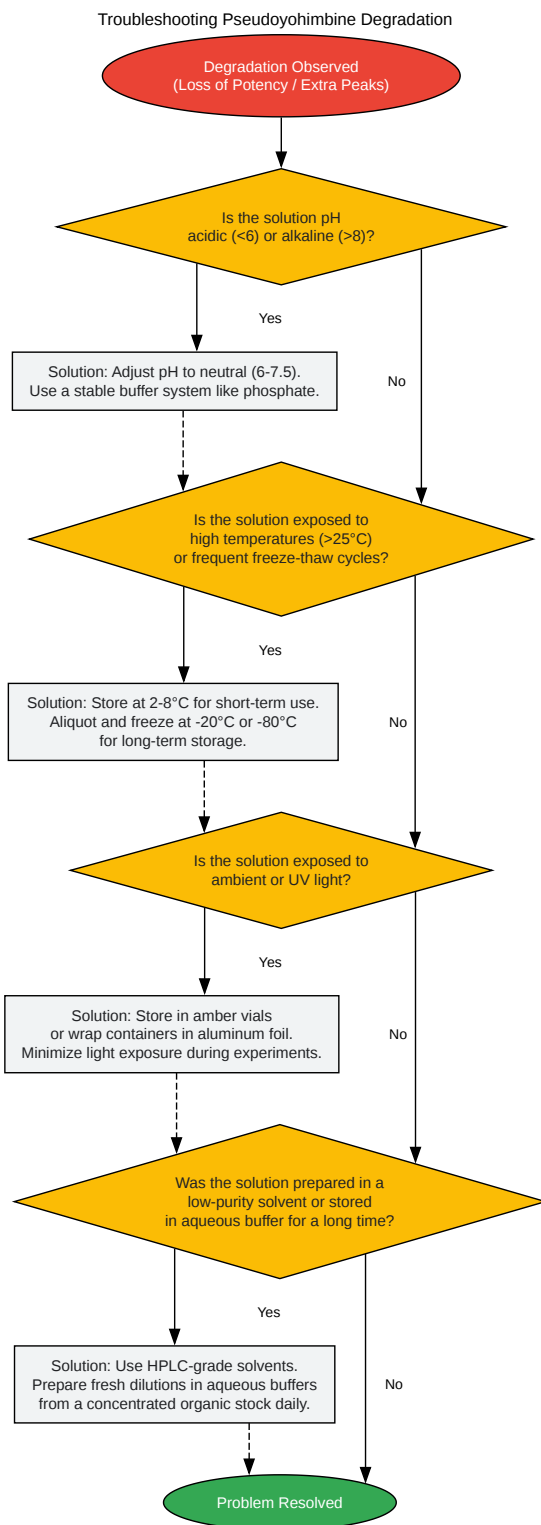 Troubleshooting Pseudoyohimbine Degradation
Degradation Observed
(Loss of Potency / Extra Peaks)
Is the solution pH
acidic (<6) or alkaline (>8)?
Yes
Solution: Adjust pH to neutral (6-7.5).
Use a stable buffer system like phosphate.
No
Is the solution exposed to
high temperatures (>25°C)
or frequent freeze-thaw cycles?
Yes
Solution: Store at 2-8°C for short-term use.
Aliquot and freeze at -20°C or -80°C
for long-term storage.
No
Is the solution exposed to
ambient or UV light?
Yes
Solution: Store in amber vials
or wrap containers in aluminum foil.
Minimize light exposure during experiments.
No
Was the solution prepared in a
low-purity solvent or stored
in aqueous buffer for a long time?
Yes
Solution: Use HPLC-grade solvents.
Prepare fresh dilutions in aqueous buffers
from a concentrated organic stock daily.
No
Problem Resolved